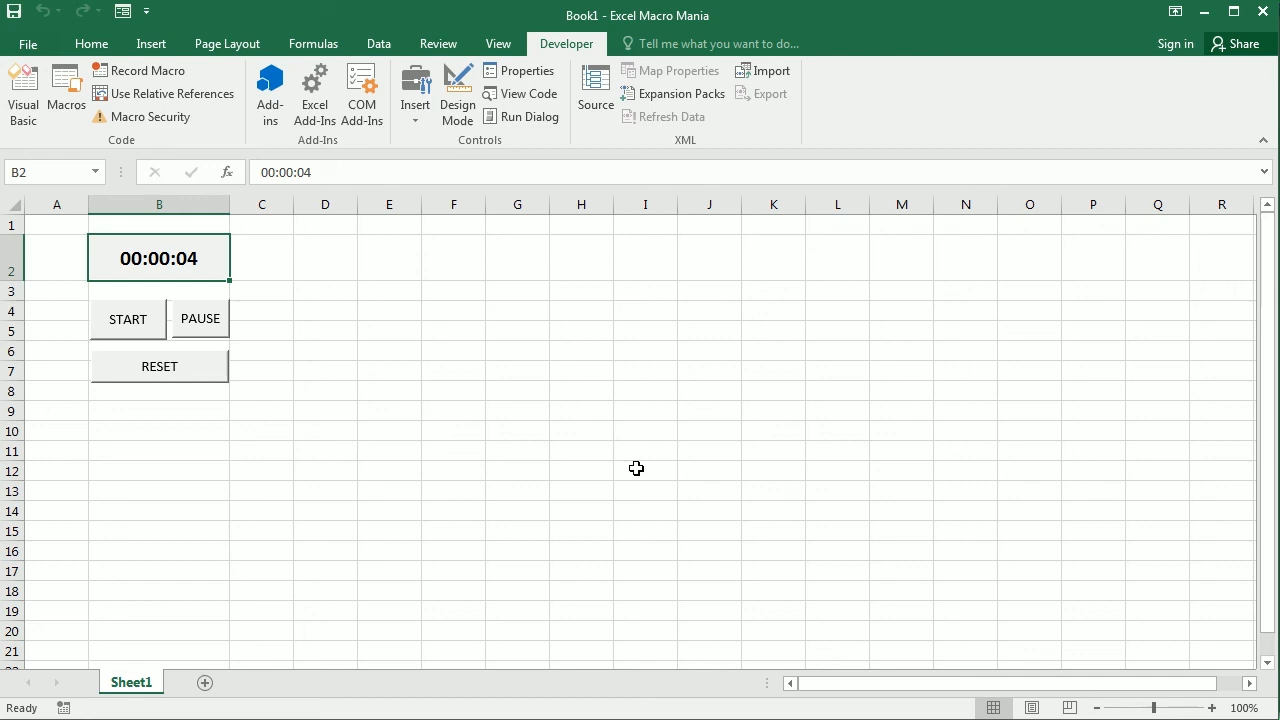 Book1 - Excel Macro Mania
File Home Insert Page Layout Formulas Data Review View Developer Tell me what you want to do... Sign in Share
Visual Basic
Macros
Record Macro
Use Relative References
Macro Security
Code
Add-ins
Excel Add-Ins
COM Add-Ins
Add-Ins
Insert
Design Mode
Properties
View Code
Run Dialog
Controls
Source
Map Properties
Expansion Packs
Refresh Data
Import
Export
XML
B2 fx 00:00:04
A B C D E F G H I J K L M N O P Q R
1
2 00:00:04
3
4
START PAUSE
5
6
RESET
7
8
9
10
11
12
13
14
15
16
17
18
19
20
21
Sheet1
Ready 100%